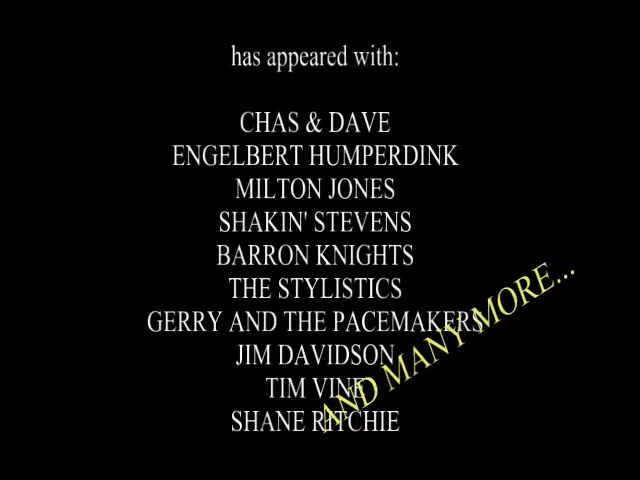 has appeared with:
CHAS & DAVE
ENGELBERT HUMPERDINK
MILTON JONES
SHAKIN' STEVENS
BARRON KNIGHTS
THE STYLISTICS
GERRY AND THE PACEMAKERS
JIM DAVIDSON
TIM VINE
SHANE RITCHIE
AND MANY MORE...